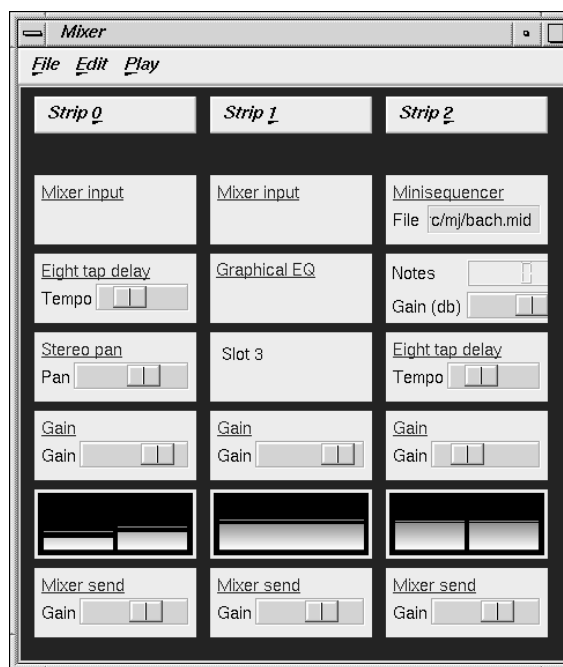 Mixer
File Edit Play
Strip 0 Strip 1 Strip 2
Mixer input Mixer input Minisequencer
File c/mj/bach.mid
Eight tap delay Graphical EQ Notes
Tempo Gain (db)
Stereo pan Slot 3 Eight tap delay
Pan Tempo
Gain Gain Gain
Gain Gain Gain
Mixer send Mixer send Mixer send
Gain Gain Gain